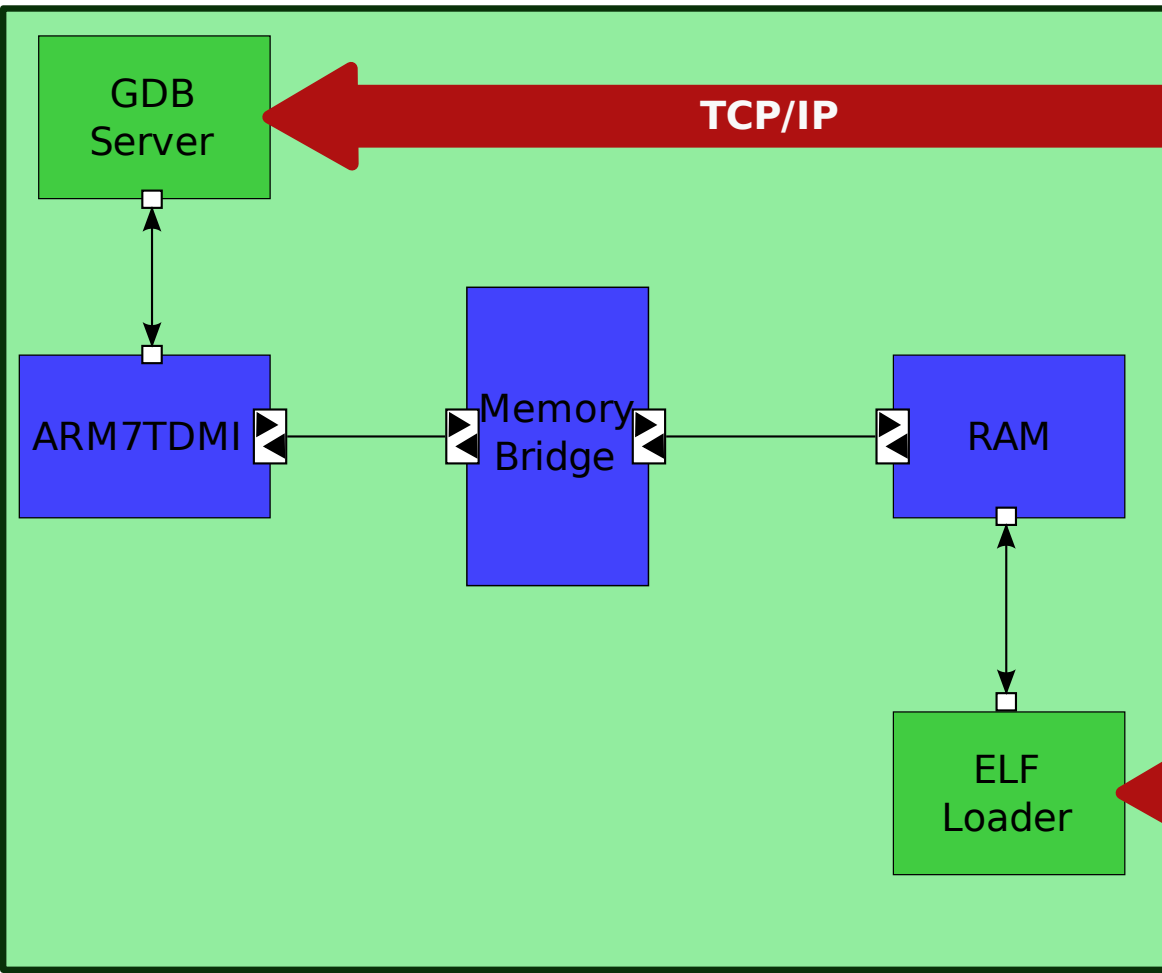 GDB
Server
TCP/IP
ARM7TDMI
Memory
Bridge
RAM
ELF
Loader